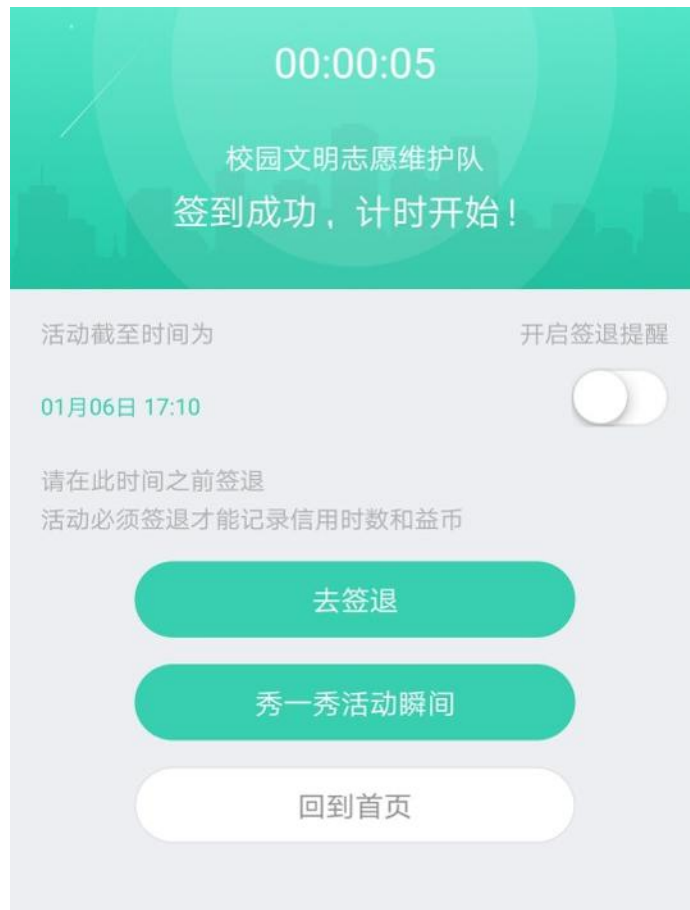 00:00:05
校园文明志愿维护队
签到成功，计时开始！
活动截至时间为
开启签退提醒
01月06日 17:10
请在此时间之前签退
活动必须签退才能记录信用时数和益币
去签退
秀一秀活动瞬间
回到首页